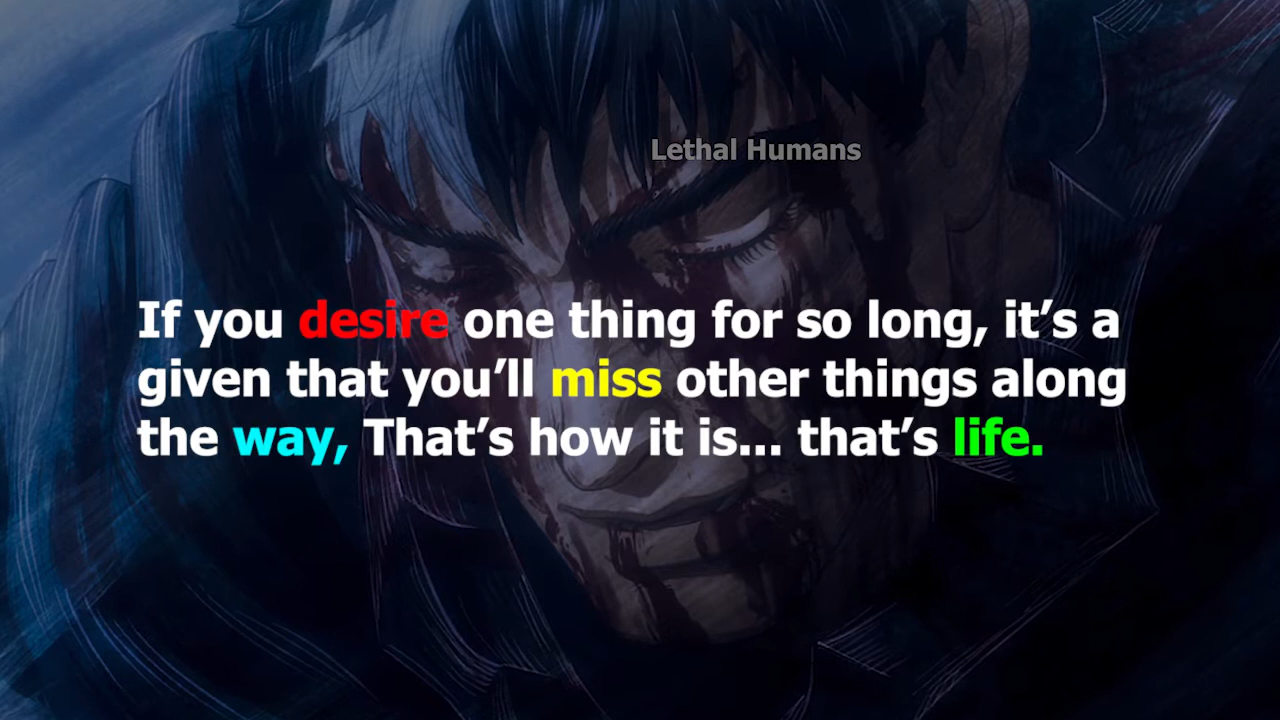 Lethal Humans
If you desire one thing for so long, it’s a
given that you’ll miss other things along
the way, That’s how it is... that’s life.